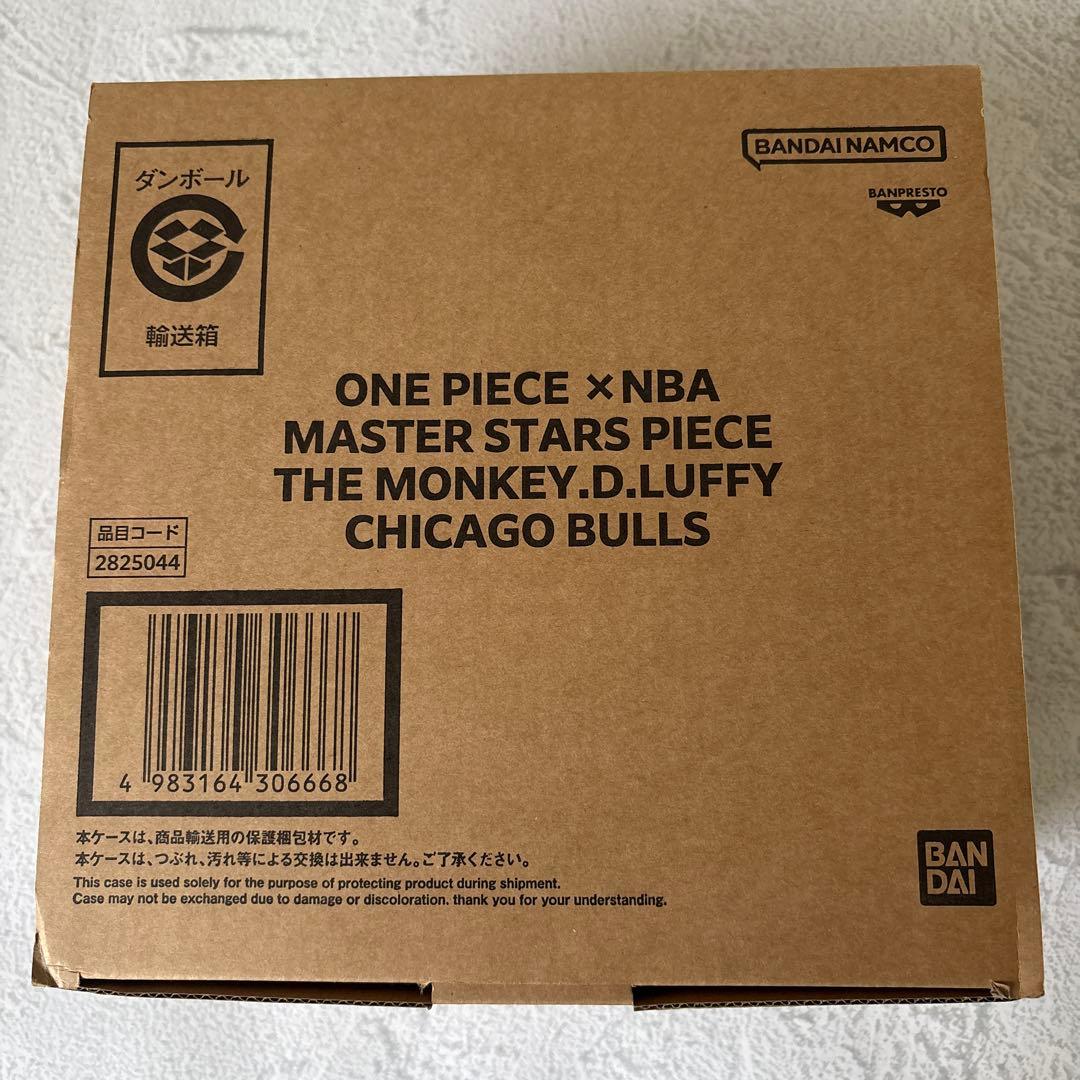 ダンボール
輸送箱
BANDAI NAMCO
BANPRESTO
ONE PIECE ×NBA
MASTER STARS PIECE
THE MONKEY.D.LUFFY
CHICAGO BULLS
品目コード
2825044
4 983164 306668
本ケースは、商品輸送用の保護梱包材です。
本ケースは、つぶれ、汚れ等による交換は出来ません。ご了承ください。
This case is used solely for the purpose of protecting product during shipment.
Case may not be exchanged due to damage or discoloration. thank you for your understanding.
BAN
DAI